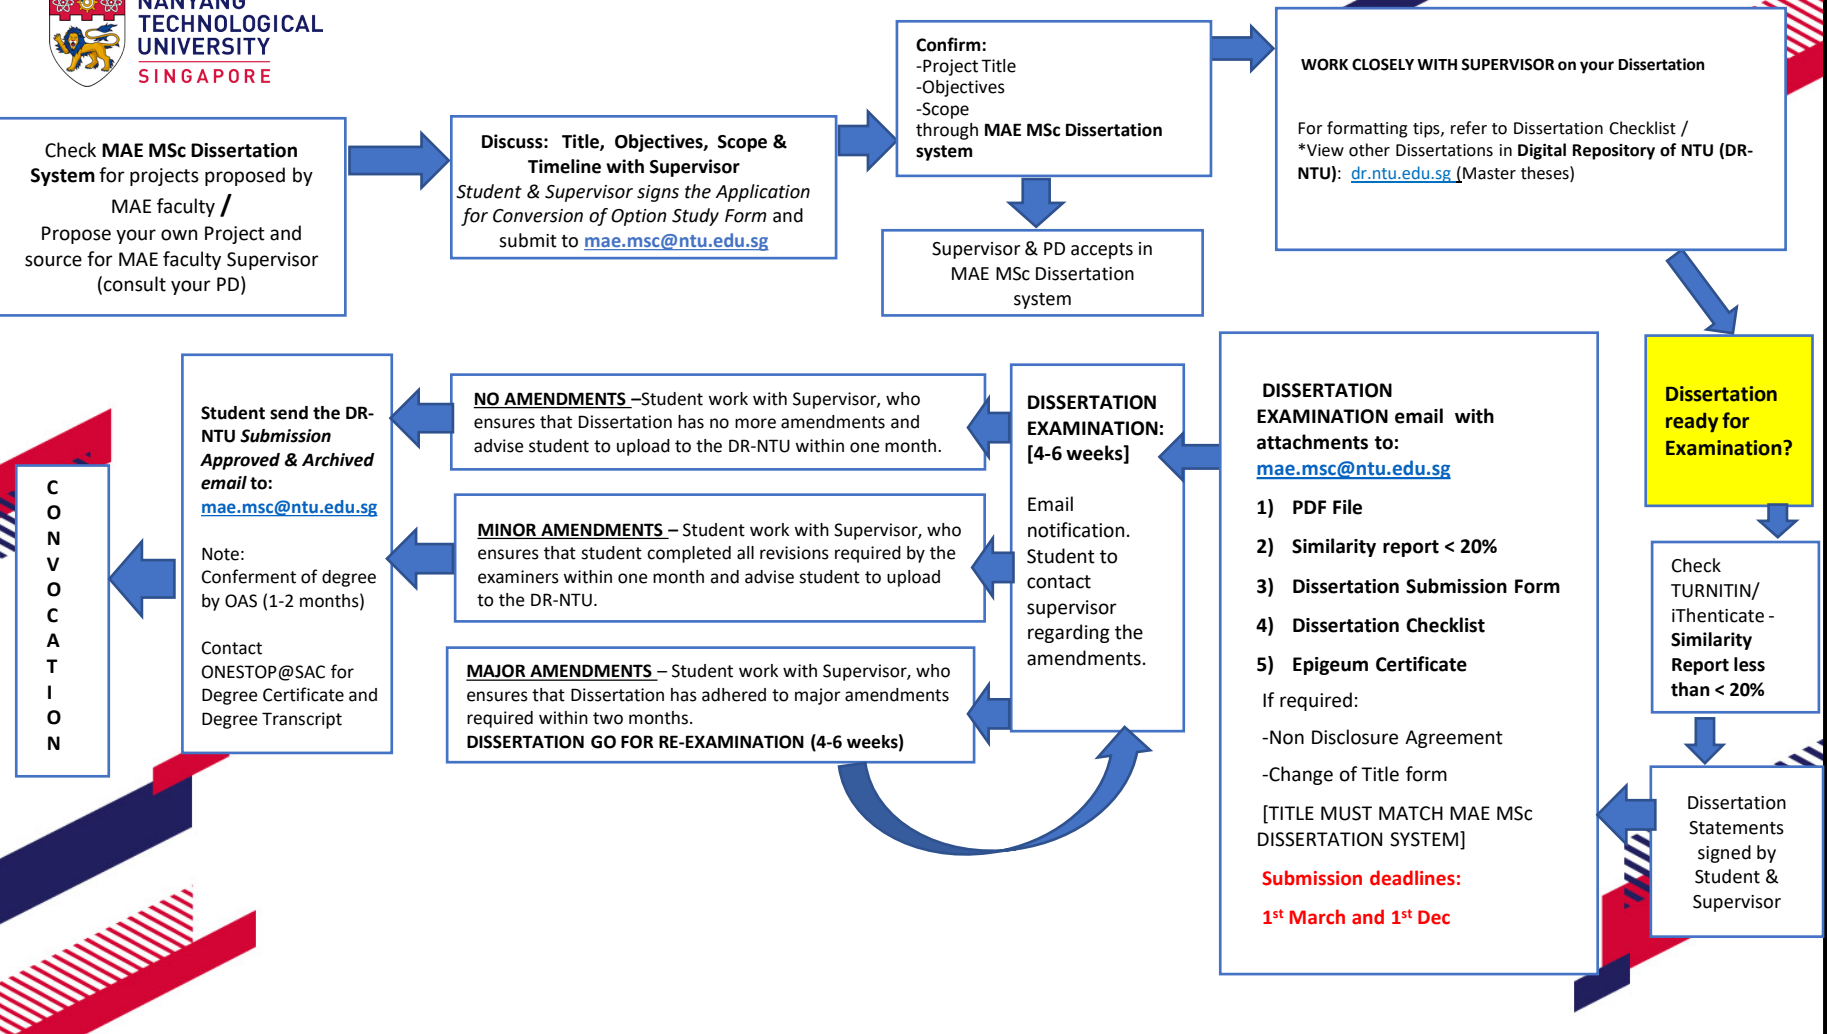 NANYANG
TECHNOLOGICAL
UNIVERSITY
SINGAPORE
Check MAE MSc Dissertation
System for projects proposed by
MAE faculty /
Propose your own Project and
source for MAE faculty Supervisor
(consult your PD)
Discuss: Title, Objectives, Scope &
Timeline with Supervisor
Student & Supervisor signs the Application
for Conversion of Option Study Form and
submit to mae.msc@ntu.edu.sg
Confirm:
-Project Title
-Objectives
-Scope
through MAE MSc Dissertation
system
Supervisor & PD accepts in
MAE MSc Dissertation
system
WORK CLOSELY WITH SUPERVISOR on your Dissertation
For formatting tips, refer to Dissertation Checklist /
*View other Dissertations in Digital Repository of NTU (DR-
NTU): dr.ntu.edu.sg (Master theses)
Dissertation
ready for
Examination?
Check
TURNITIN/
iThenticate -
Similarity
Report less
than < 20%
Dissertation
Statements
signed by
Student &
Supervisor
DISSERTATION
EXAMINATION email with
attachments to:
mae.msc@ntu.edu.sg
1) PDF File
2) Similarity report < 20%
3) Dissertation Submission Form
4) Dissertation Checklist
5) Epigeum Certificate
If required:
-Non Disclosure Agreement
-Change of Title form
[TITLE MUST MATCH MAE MSc
DISSERTATION SYSTEM]
Submission deadlines:
1st March and 1st Dec
DISSERTATION
EXAMINATION:
[4-6 weeks]
Email
notification.
Student to
contact
supervisor
regarding the
amendments.
NO AMENDMENTS –Student work with Supervisor, who
ensures that Dissertation has no more amendments and
advise student to upload to the DR-NTU within one month.
MINOR AMENDMENTS – Student work with Supervisor, who
ensures that student completed all revisions required by the
examiners within one month and advise student to upload
to the DR-NTU.
MAJOR AMENDMENTS – Student work with Supervisor, who
ensures that Dissertation has adhered to major amendments
required within two months.
DISSERTATION GO FOR RE-EXAMINATION (4-6 weeks)
Student send the DR-
NTU Submission
Approved & Archived
email to:
mae.msc@ntu.edu.sg
Note:
Conferment of degree
by OAS (1-2 months)
Contact
ONESTOP@SAC for
Degree Certificate and
Degree Transcript
C
O
N
V
O
C
A
T
I
O
N